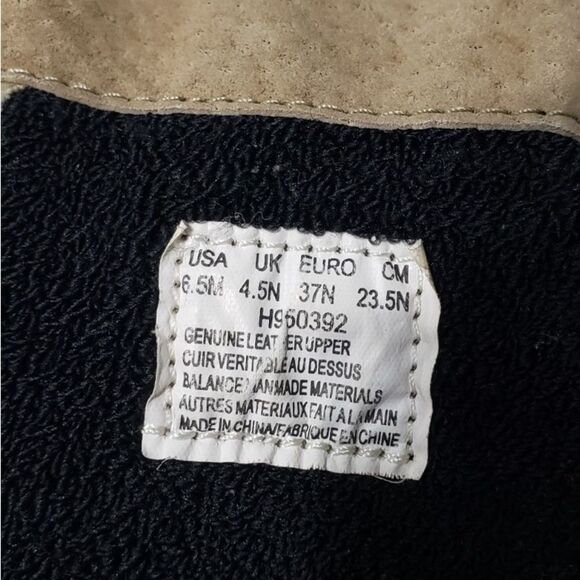 USA UK EURO CM
6.5M 4.5N 37N 23.5N
H950392
GENUINE LEATHER UPPER
CUIR VERITABLE AU DESSUS
BALANCE MANMADE MATERIALS
AUTRES MATERIAUX FAIT A LA MAIN
MADE IN CHINA/FABRIQUE EN CHINE